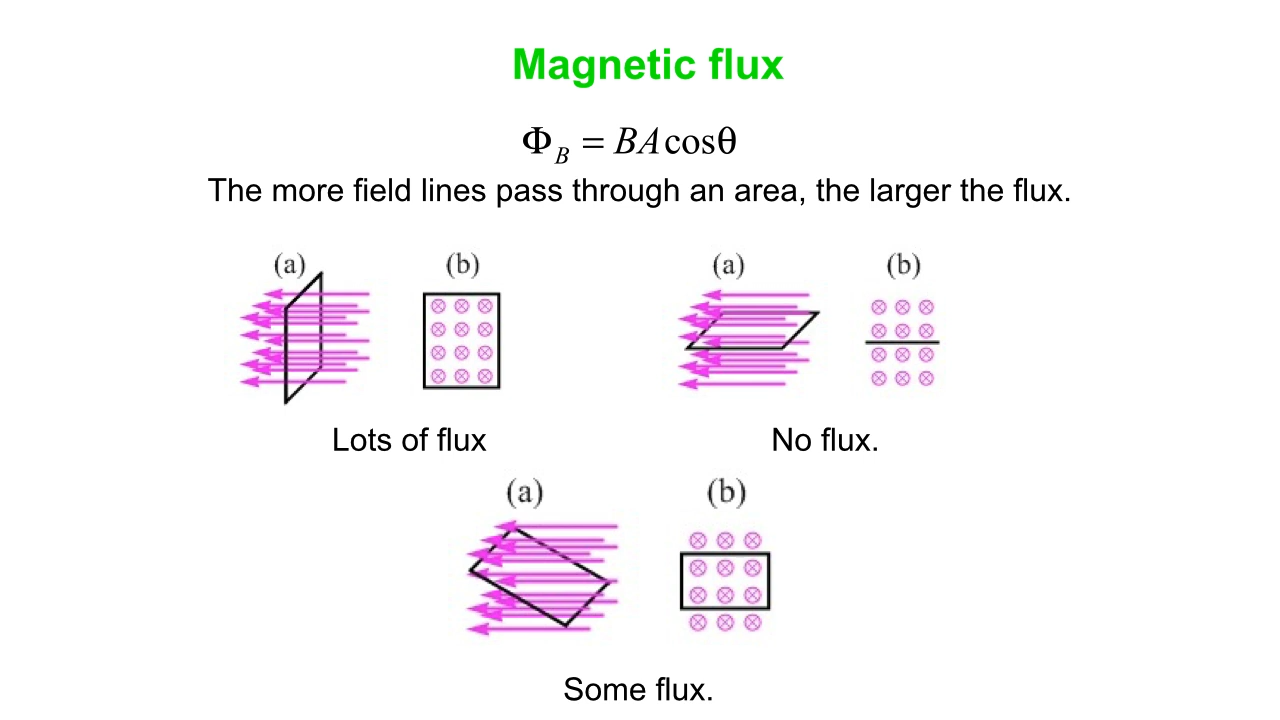 Magnetic flux
Φ_B = BA cosθ
The more field lines pass through an area, the larger the flux.
(a) (b) (a) (b)
Lots of flux No flux.
(a) (b)
Some flux.